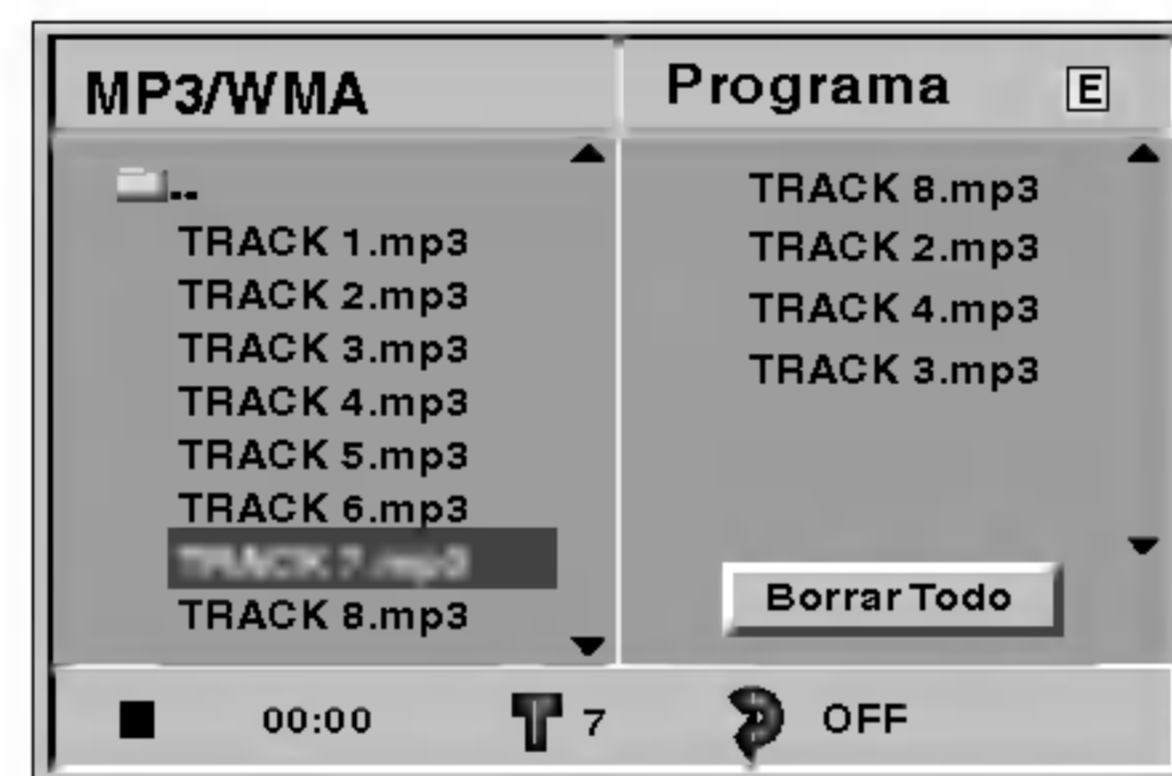 MP3/WMA
Programa E
..
TRACK 1.mp3
TRACK 2.mp3
TRACK 3.mp3
TRACK 4.mp3
TRACK 5.mp3
TRACK 6.mp3
TRACK 7.mp3
TRACK 8.mp3
TRACK 8.mp3
TRACK 2.mp3
TRACK 4.mp3
TRACK 3.mp3
Borrar Todo
00:00 T 7 OFF